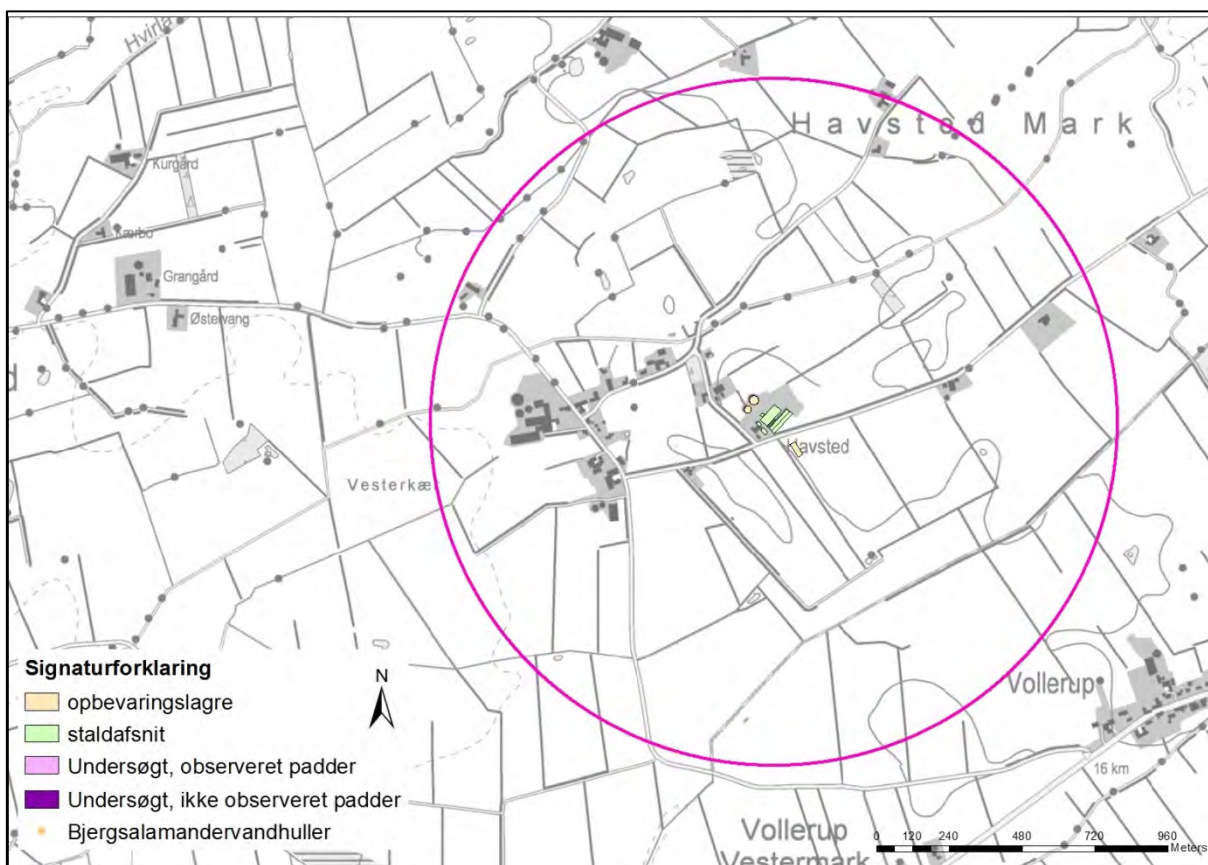 Hvirla
Havsted Mark
Kurgård
Kærbo
Grangård
Østervang
d
Havsted
Vesterkæ
Signaturforklaring
opbevaringslagre
staldafsnit
Undersøgt, observeret padder
Undersøgt, ikke observeret padder
Bjergsalamandervandhuller
N
Vollerup
16 km
Vollerup
Vestermark
0 120 240 480 720 960
Meters